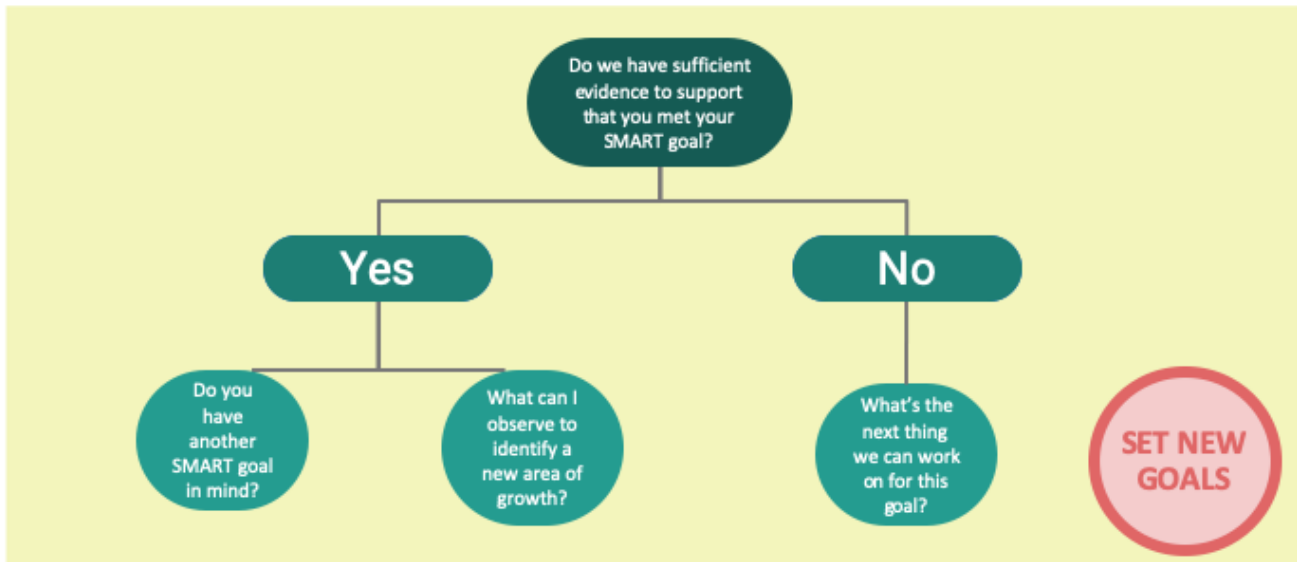 Do we have sufficient
evidence to support
that you met your
SMART goal?
Yes
No
Do you
have
another
SMART goal
in mind?
What can I
observe to
identify a
new area of
growth?
What's the
next thing
we can work
on for this
goal?
SET NEW
GOALS